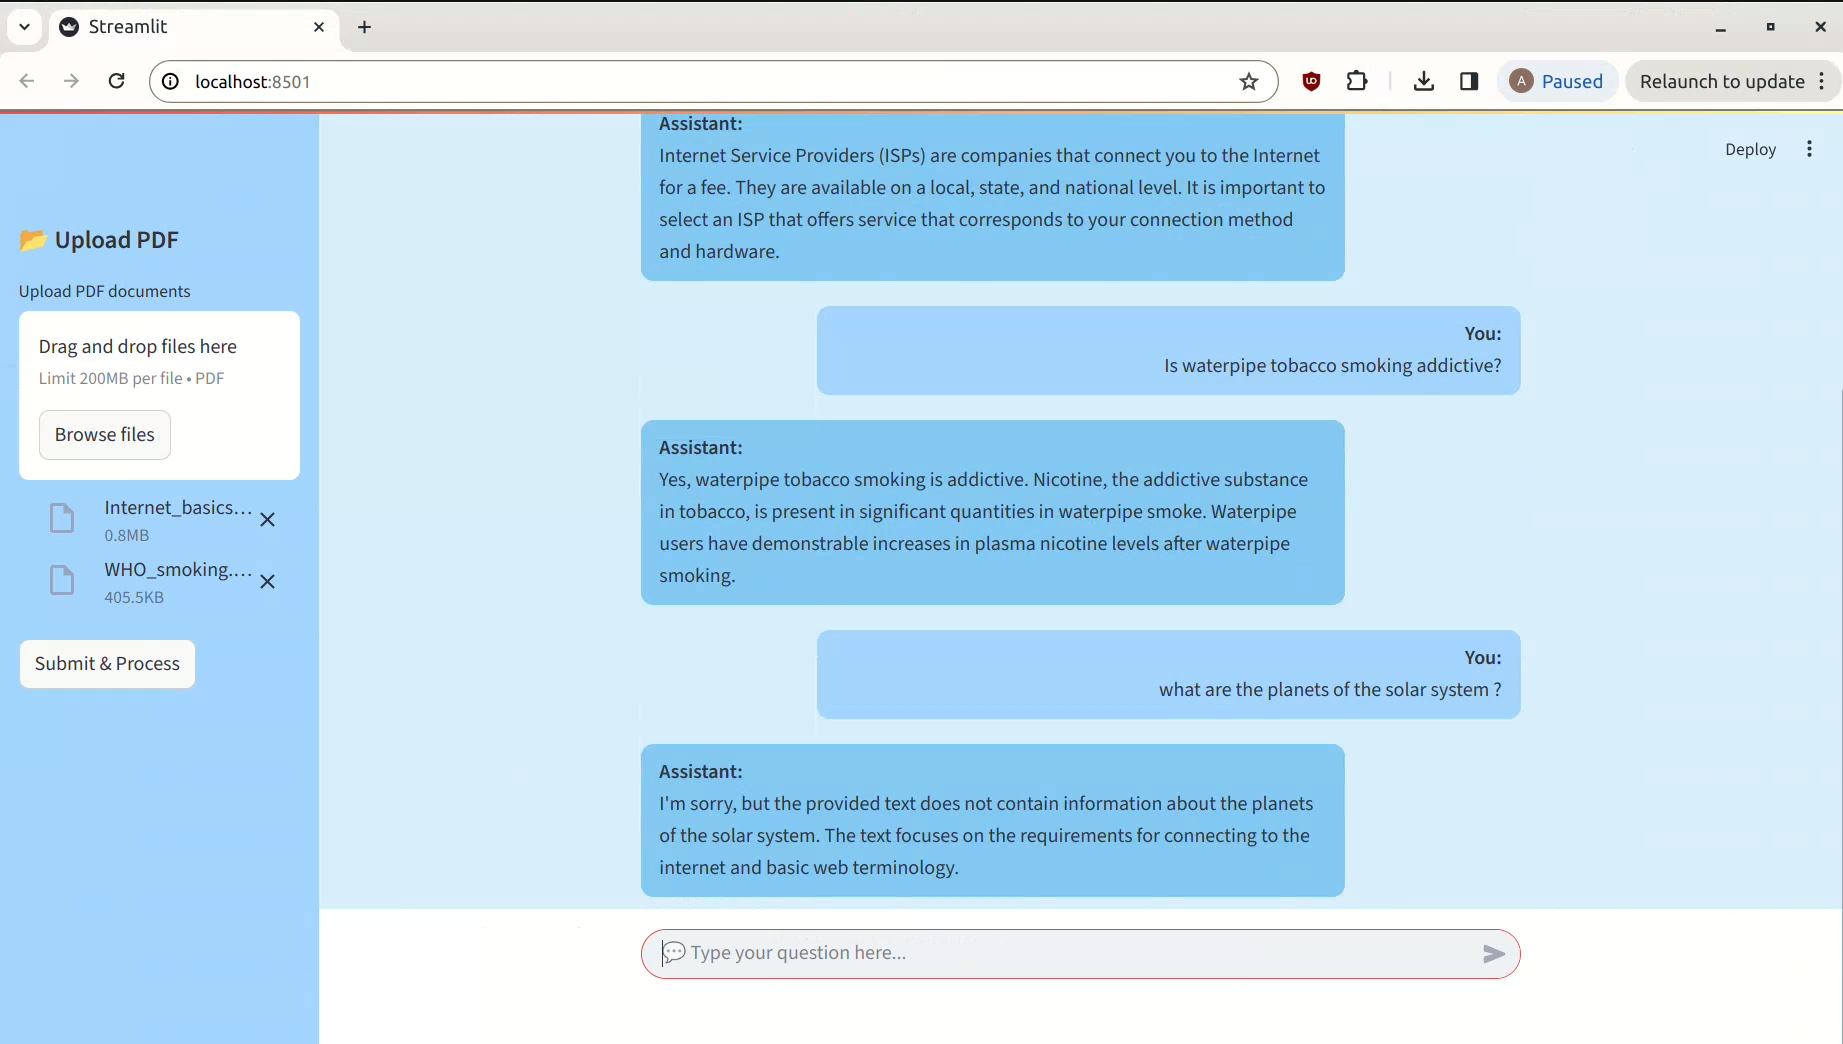 Streamlit
localhost:8501
A Paused
Relaunch to update
Deploy
📂 Upload PDF
Upload PDF documents
Drag and drop files here
Limit 200MB per file • PDF
Browse files
Internet_basics...
0.8MB
WHO_smoking....
405.5KB
Submit & Process
Assistant:
Internet Service Providers (ISPs) are companies that connect you to the Internet
for a fee. They are available on a local, state, and national level. It is important to
select an ISP that offers service that corresponds to your connection method
and hardware.
You:
Is waterpipe tobacco smoking addictive?
Assistant:
Yes, waterpipe tobacco smoking is addictive. Nicotine, the addictive substance
in tobacco, is present in significant quantities in waterpipe smoke. Waterpipe
users have demonstrable increases in plasma nicotine levels after waterpipe
smoking.
You:
what are the planets of the solar system ?
Assistant:
I'm sorry, but the provided text does not contain information about the planets
of the solar system. The text focuses on the requirements for connecting to the
internet and basic web terminology.
💬 Type your question here...